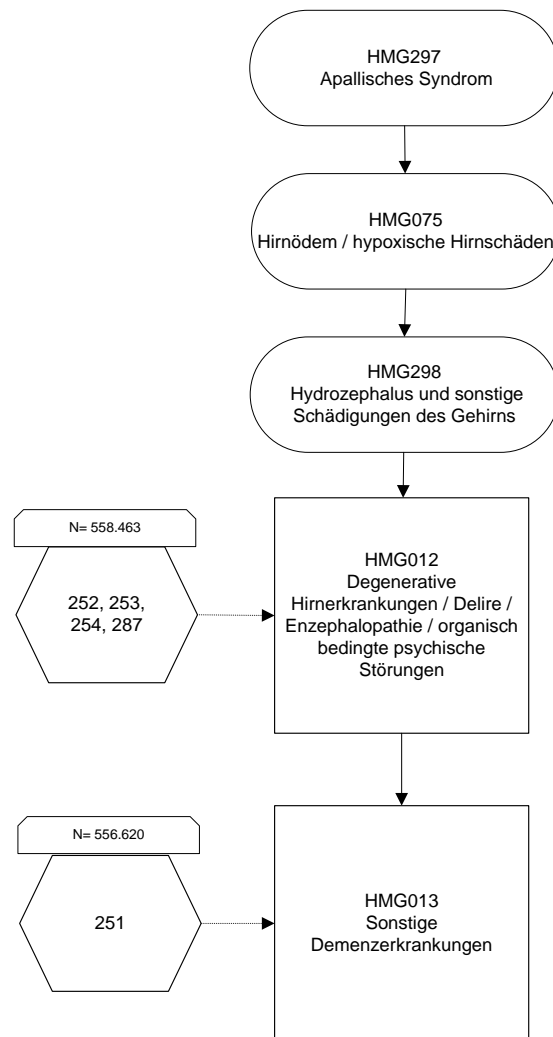 HMG297
Apallisches Syndrom
HMG075
Hirnödem / hypoxische Hirnschäden
HMG298
Hydrozephalus und sonstige
Schädigungen des Gehirns
N= 558.463
252, 253,
254, 287
HMG012
Degenerative
Hirnerkrankungen / Delire /
Enzephalopathie / organisch
bedingte psychische
Störungen
N= 556.620
251
HMG013
Sonstige
Demenzerkrankungen